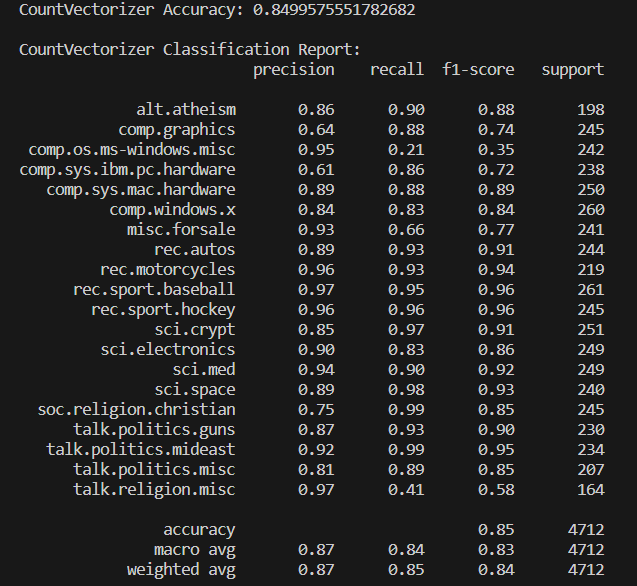 CountVectorizer Accuracy: 0.8499575551782682
CountVectorizer Classification Report:
precision recall f1-score support
alt.atheism 0.86 0.90 0.88 198
comp.graphics 0.64 0.88 0.74 245
comp.os.ms-windows.misc 0.95 0.21 0.35 242
comp.sys.ibm.pc.hardware 0.61 0.86 0.72 238
comp.sys.mac.hardware 0.89 0.88 0.89 250
comp.windows.x 0.84 0.83 0.84 260
misc.forsale 0.93 0.66 0.77 241
rec.autos 0.89 0.93 0.91 244
rec.motorcycles 0.96 0.93 0.94 219
rec.sport.baseball 0.97 0.95 0.96 261
rec.sport.hockey 0.96 0.96 0.96 245
sci.crypt 0.85 0.97 0.91 251
sci.electronics 0.90 0.83 0.86 249
sci.med 0.94 0.90 0.92 249
sci.space 0.89 0.98 0.93 240
soc.religion.christian 0.75 0.99 0.85 245
talk.politics.guns 0.87 0.93 0.90 230
talk.politics.mideast 0.92 0.99 0.95 234
talk.politics.misc 0.81 0.89 0.85 207
talk.religion.misc 0.97 0.41 0.58 164
accuracy 0.85 4712
macro avg 0.87 0.84 0.83 4712
weighted avg 0.87 0.85 0.84 4712